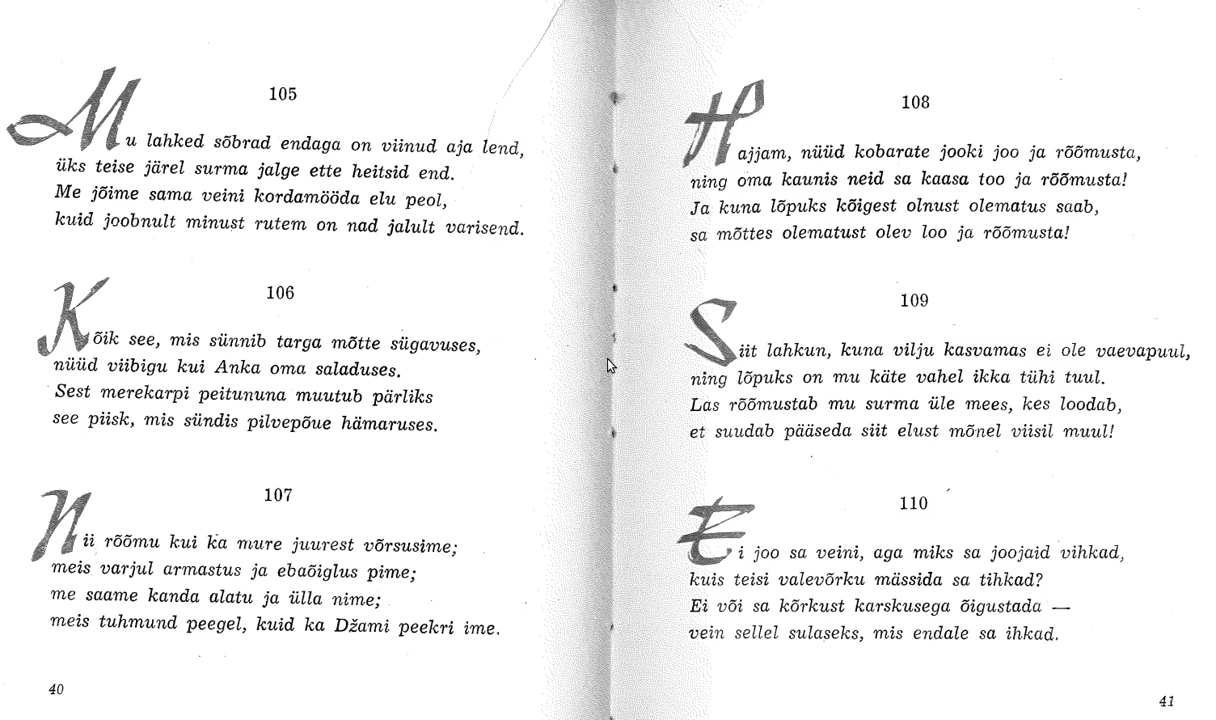 105
Mu lahked sõbrad endaga on viinud aja lend,
üks teise järel surma jalge ette heitsid end.
Me jõime sama veini kordamööda elu peol,
kuid joobnult minust rutem on nad jalult varisend.
106
Kõik see, mis sünnib targa mõtte sügavuses,
nüüd viibigu kui Anka oma saladuses.
Sest merekarpi peitununa muutub pärliks
see piisk, mis sündis pilvepõue hämaruses.
107
Nii rõõmu kui ka mure juurest võrsusime;
meis varjul armastus ja ebaõiglus pime;
me saame kanda alatu ja ülla nime;
meis tuhmund peegel, kuid ka Džami peekri ime.
40
108
Hajjam, nüüd kobarate jooki joo ja rõõmusta,
ning oma kaunis neid sa kaasa too ja rõõmusta!
Ja kuna lõpuks kõigest olnust olematus saab,
sa mõttes olematust olev loo ja rõõmusta!
109
Siit lahkun, kuna vilju kasvamas ei ole vaevapuul,
ning lõpuks on mu käte vahel ikka tühi tuul.
Las rõõmustab mu surma üle mees, kes loodab,
et suudab pääseda siit elust mõnel viisil muul!
110
Ei joo sa veini, aga miks sa joojaid vihkad,
kuis teisi valevõrku mässida sa tihkad?
Ei või sa kõrkust karskusega õigustada —
vein sellel sulaseks, mis endale sa ihkad.
41